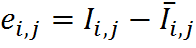 e_{i,j} = I_{i,j} − Ī_{i,j}